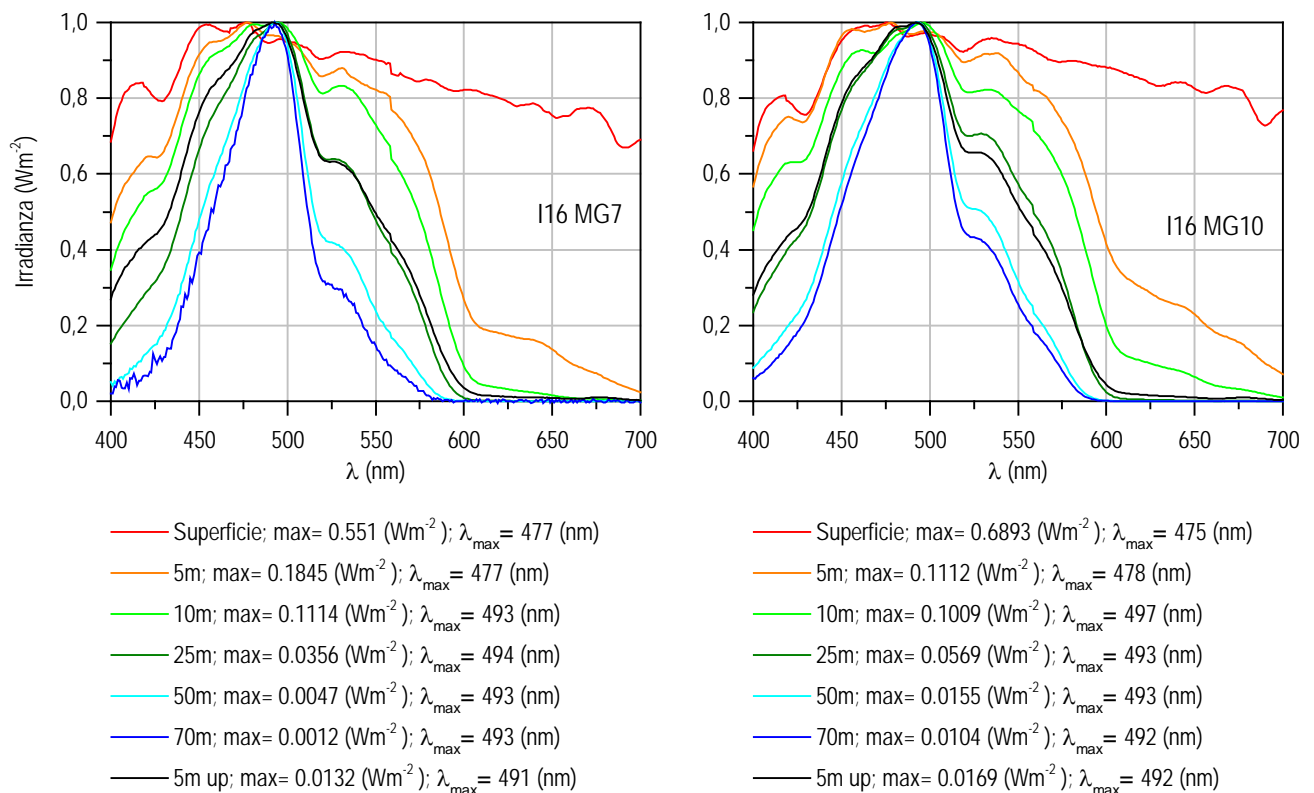 Irradianza (Wm-2)
1,0
0,8
0,6
0,4
0,2
0,0
400 450 500 550 600 650 700
λ (nm)
I16 MG7
1,0
0,8
0,6
0,4
0,2
0,0
400 450 500 550 600 650 700
λ (nm)
I16 MG10
Superficie; max= 0.551 (Wm-2 ); λmax= 477 (nm)
5m; max= 0.1845 (Wm-2 ); λmax= 477 (nm)
10m; max= 0.1114 (Wm-2 ); λmax= 493 (nm)
25m; max= 0.0356 (Wm-2 ); λmax= 494 (nm)
50m; max= 0.0047 (Wm-2 ); λmax= 493 (nm)
70m; max= 0.0012 (Wm-2 ); λmax= 493 (nm)
5m up; max= 0.0132 (Wm-2 ); λmax= 491 (nm)
Superficie; max= 0.6893 (Wm-2 ); λmax= 475 (nm)
5m; max= 0.1112 (Wm-2 ); λmax= 478 (nm)
10m; max= 0.1009 (Wm-2 ); λmax= 497 (nm)
25m; max= 0.0569 (Wm-2 ); λmax= 493 (nm)
50m; max= 0.0155 (Wm-2 ); λmax= 493 (nm)
70m; max= 0.0104 (Wm-2 ); λmax= 492 (nm)
5m up; max= 0.0169 (Wm-2 ); λmax= 492 (nm)